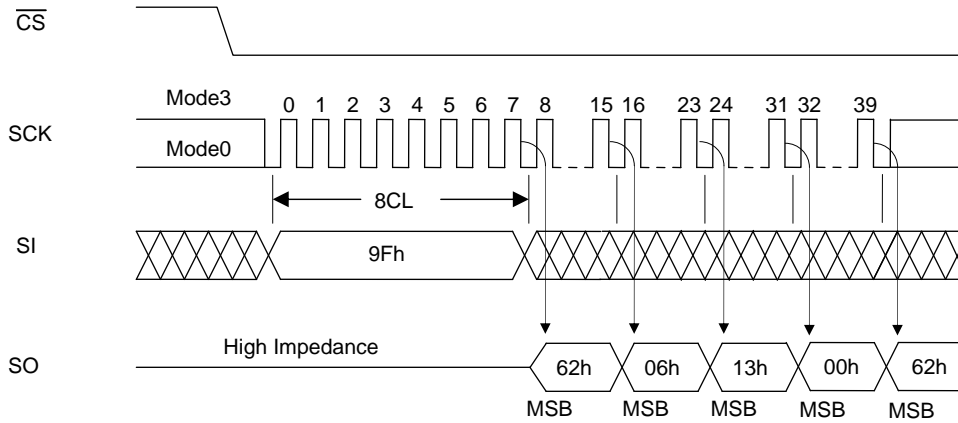 CS
Mode3
0 1 2 3 4 5 6 7 8 15 16 23 24 31 32 39
SCK
Mode0
8CL
SI
9Fh
High Impedance
SO
62h 06h 13h 00h 62h
MSB MSB MSB MSB MSB